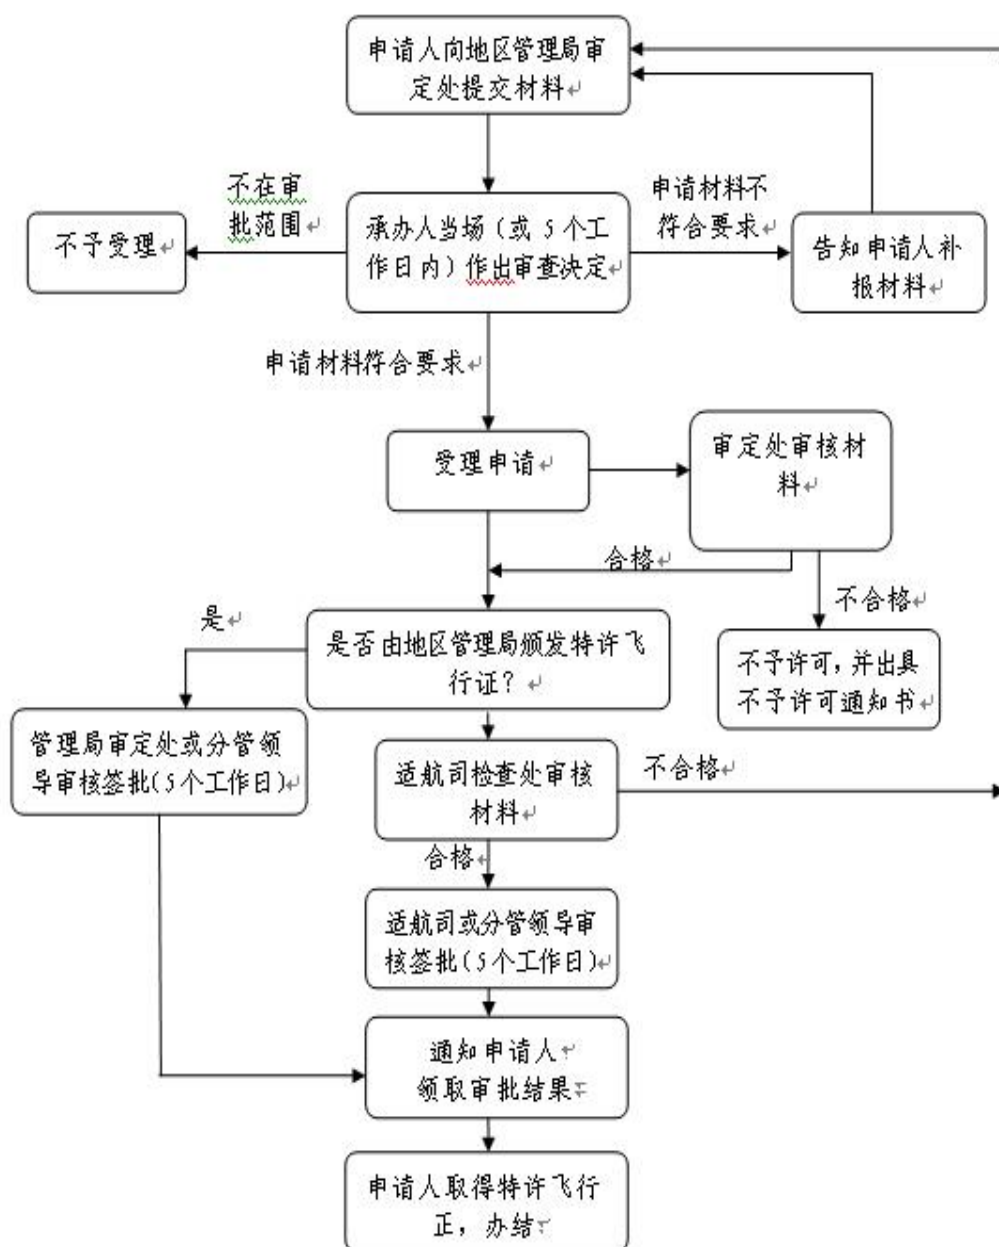 申请人向地区管理局审
定处提交材料
不在审
批范围
申请材料不
符合要求
不予受理
承办人当场（或 5 个工
作日内）作出审查决定
告知申请人补
报材料
申请材料符合要求
受理申请
审定处审核材
料
合格
不合格
是
是否由地区管理局颁发特许飞
行证？
不予许可，并出具
不予许可通知书
管理局审定处或分管领
导审核签批(5个工作日)
适航司检查处审核
材料
不合格
合格
适航司或分管领导审
核签批(5个工作日)
通知申请人
领取审批结果
申请人取得特许飞行
正，办结